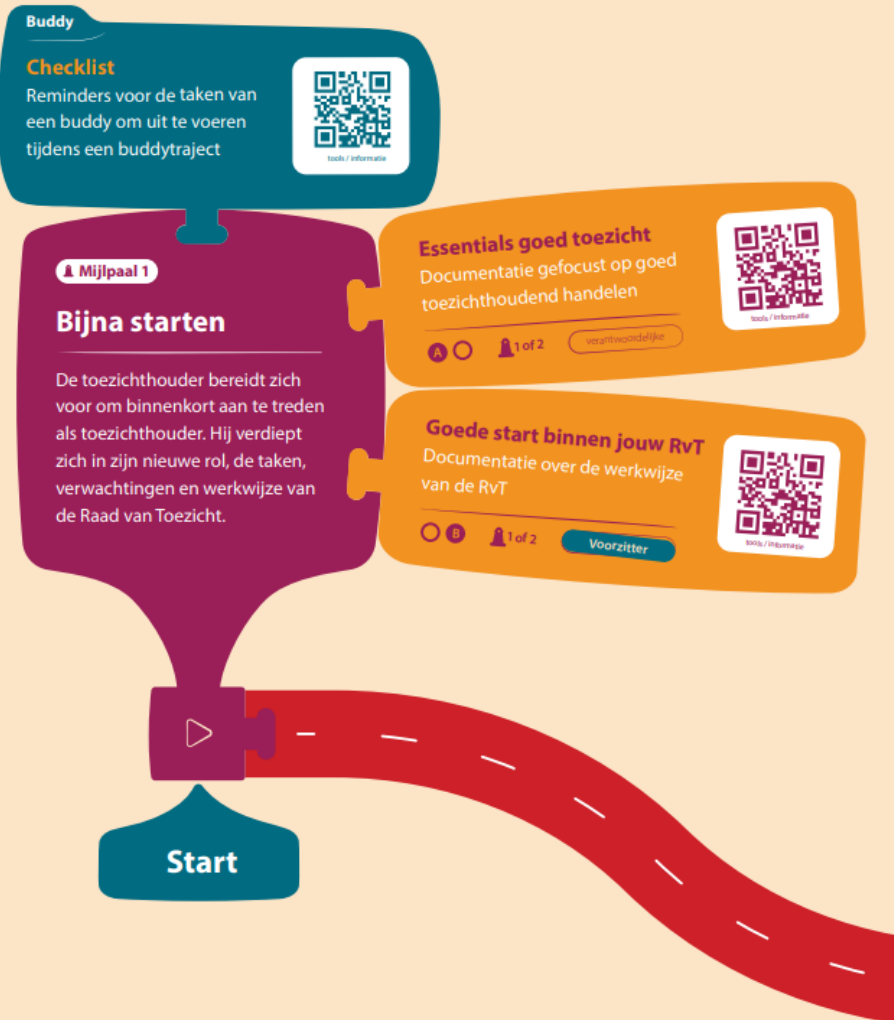 Buddy
Checklist
Reminders voor de taken van
een buddy om uit te voeren
tijdens een buddytraject
tools / informatie
Mijlpaal 1
Bijna starten
De toezichthouder bereidt zich
voor om binnenkort aan te treden
als toezichthouder. Hij verdiept
zich in zijn nieuwe rol, de taken,
verwachtingen en werkwijze van
de Raad van Toezicht.
Essentials goed toezicht
Documentatie gefocust op goed
toezichthoudend handelen
A
1 of 2
verantwoordelijke
tools / informatie
Goede start binnen jouw RvT
Documentatie over de werkwijze
van de RvT
B
1 of 2
Voorzitter
tools / informatie
Start